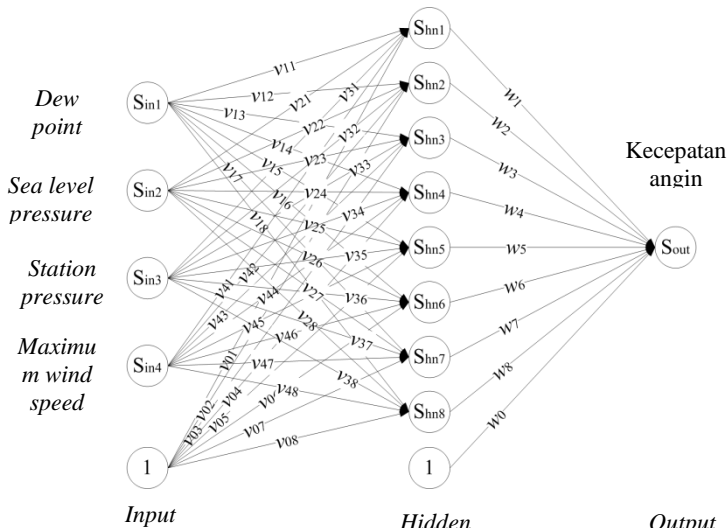 Dew
point
Sea level
pressure
Station
pressure
Maximu
m wind
speed
Sin1
Sin2
Sin3
Sin4
1
Input
v11
v12
v13
v14
v15
v16
v17
v18
v21
v22
v23
v24
v25
v26
v27
v28
v31
v32
v33
v34
v35
v36
v37
v38
v41
v42
v43
v44
v45
v46
v47
v48
v01
v02
v03
v04
v05
v07
v08
Shn1
Shn2
Shn3
Shn4
Shn5
Shn6
Shn7
Shn8
1
Hidden
w1
w2
w3
w4
w5
w6
w7
w8
w0
Kecepatan
angin
Sout
Output